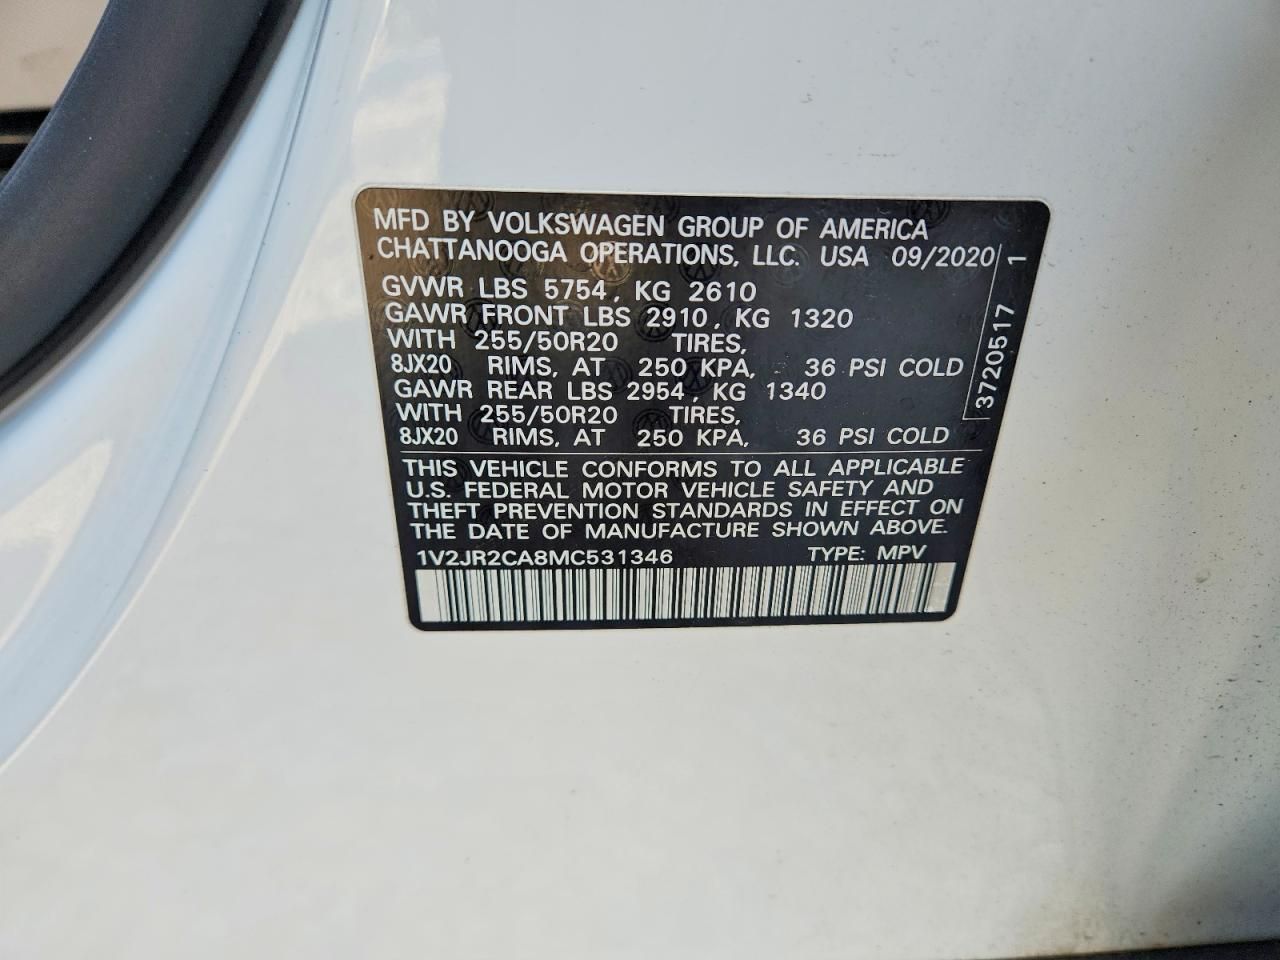 MFD BY VOLKSWAGEN GROUP OF AMERICA
CHATTANOOGA OPERATIONS, LLC. USA 09/2020
GVWR LBS 5754, KG 2610
GAWR FRONT LBS 2910, KG 1320
WITH 255/50R20 TIRES,
8JX20 RIMS, AT 250 KPA, 36 PSI COLD
GAWR REAR LBS 2954, KG 1340
WITH 255/50R20 TIRES,
8JX20 RIMS, AT 250 KPA, 36 PSI COLD
THIS VEHICLE CONFORMS TO ALL APPLICABLE
U.S. FEDERAL MOTOR VEHICLE SAFETY AND
THEFT PREVENTION STANDARDS IN EFFECT ON
THE DATE OF MANUFACTURE SHOWN ABOVE.
1V2JR2CA8MC531346 TYPE: MPV
3720517 1